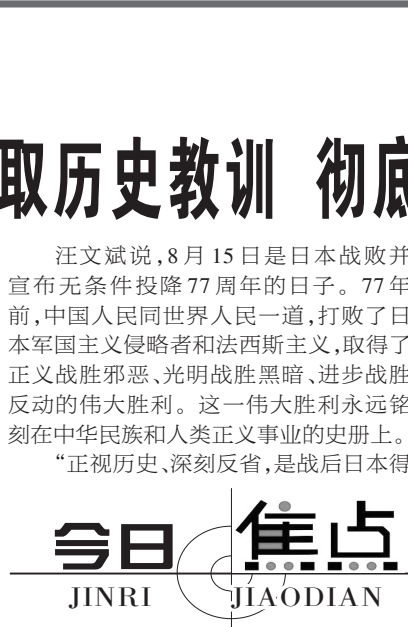 取历史教训 彻底
汪文斌说,8月15日是日本战败并
宣布无条件投降77周年的日子。77年
前,中国人民同世界人民一道,打败了日
本军国主义侵略者和法西斯主义,取得了
正义战胜邪恶、光明战胜黑暗、进步战胜
反动的伟大胜利。这一伟大胜利永远铭
刻在中华民族和人类正义事业的史册上。
“正视历史、深刻反省,是战后日本得
今日 焦点
JINRI JIAODIAN